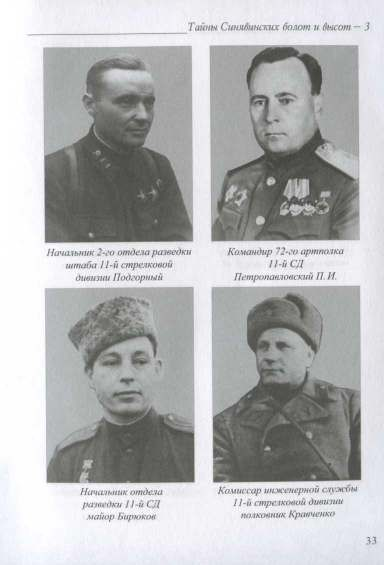 Тайны Синявинских болот и высот – 3
Начальник 2-го отдела разведки
штаба 11-й стрелковой
дивизии Подгорный
Командир 72-го артполка
11-й СД
Петропавловский П. И.
Начальник отдела
разведки 11-й СД
майор Бирюков
Комиссар инженерной службы
11-й стрелковой дивизии
полковник Кравченко
33